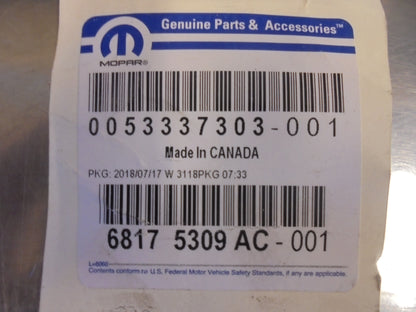 Genuine Parts & Accessories™
MOPAR®
0053337303-001
Made In CANADA
PKG: 2018/07/17 W 3118PKG 07:33
6817 5309 AC-001
Contents conform to U.S. Federal Motor Vehicle Safety Standards, if any are applicable.